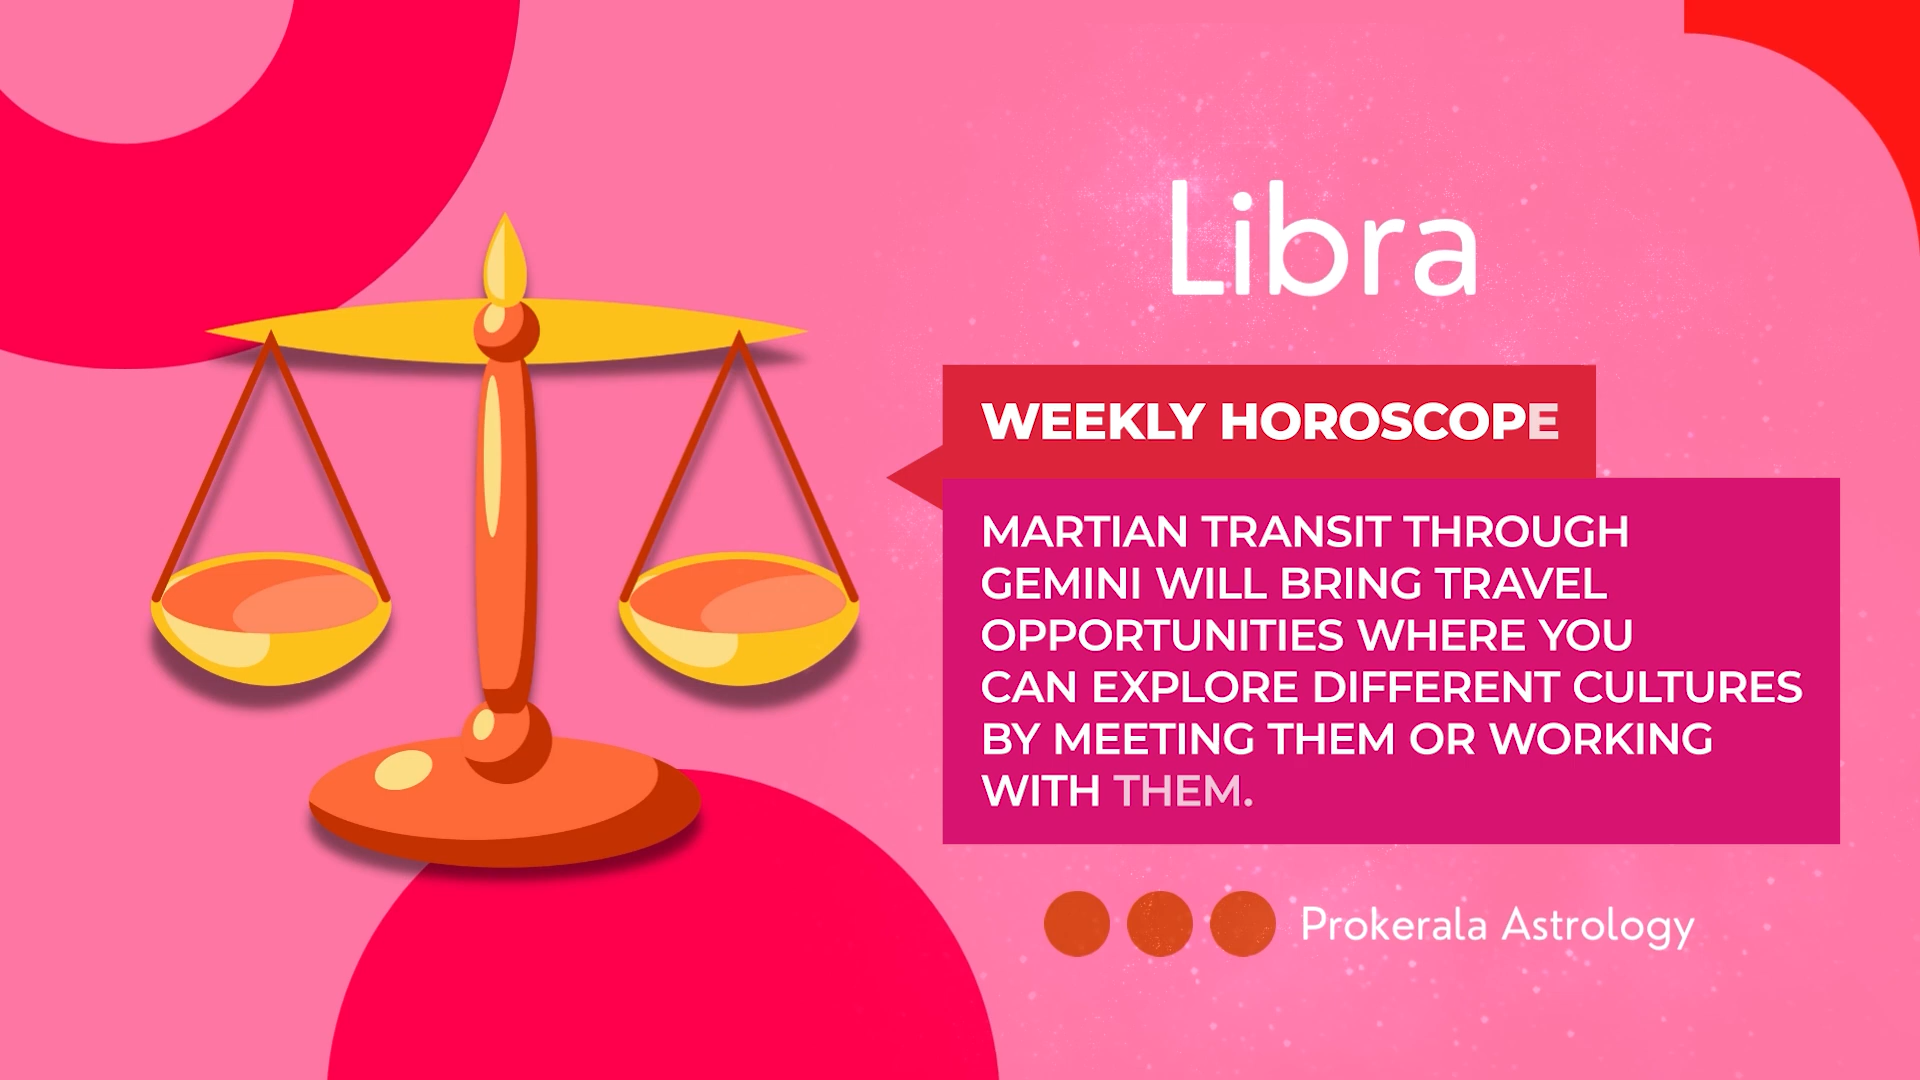 Libra
WEEKLY HOROSCOPE
MARTIAN TRANSIT THROUGH
GEMINI WILL BRING TRAVEL
OPPORTUNITIES WHERE YOU
CAN EXPLORE DIFFERENT CULTURES
BY MEETING THEM OR WORKING
WITH THEM.
Prokerala Astrology